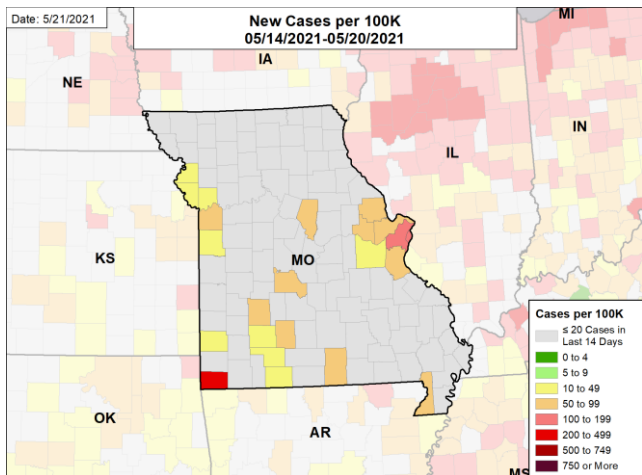 Date: 5/21/2021
New Cases per 100K
05/14/2021-05/20/2021
MI
IA
NE
IN
IL
KS
MO
OK
AR
MS
Cases per 100K
≤ 20 Cases in
Last 14 Days
0 to 4
5 to 9
10 to 49
50 to 99
100 to 199
200 to 499
500 to 749
750 or More